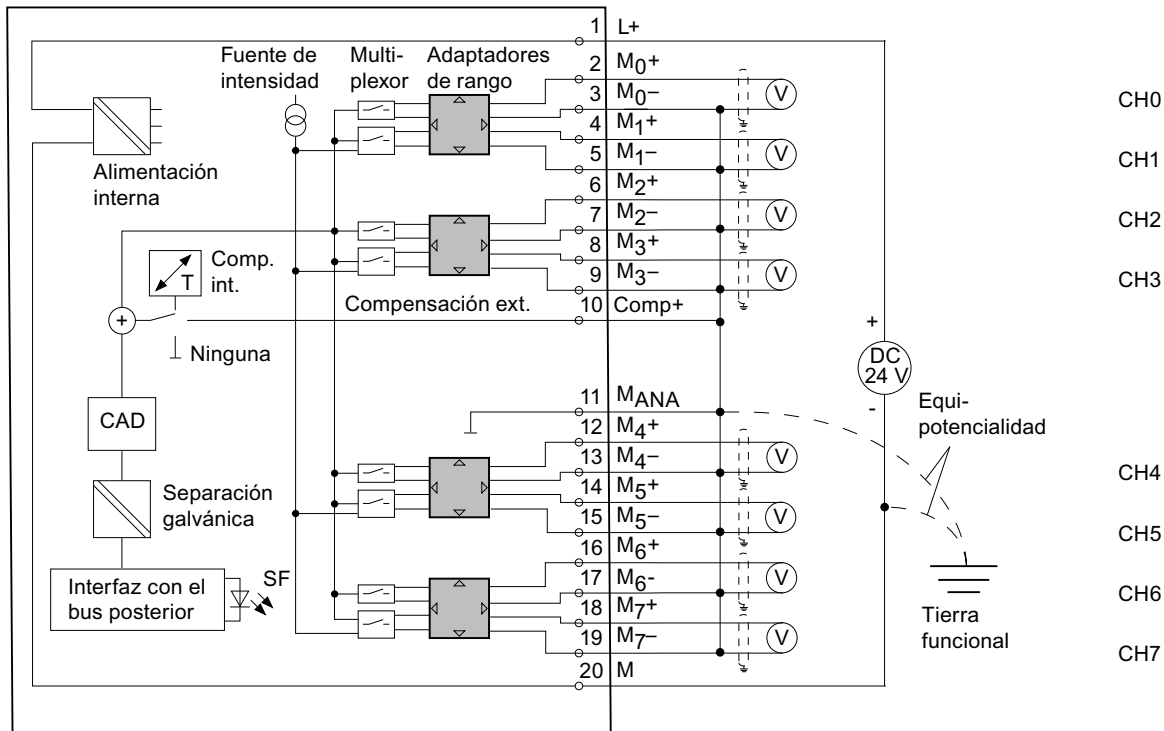 1 L+
Fuente de
intensidad
Multi-
plexor
Adaptadores
de rango
2 M0+
3 M0−
4 M1+
5 M1−
6 M2+
7 M2−
8 M3+
9 M3−
10 Comp+
V
CH0
V
CH1
V
CH2
V
CH3
Alimentación
interna
T
Comp.
int.
Compensación ext.
+
Ninguna
+
DC
24 V
-
CAD
11 MANA
12 M4+
13 M4−
14 M5+
15 M5−
16 M6+
17 M6-
18 M7+
19 M7−
20 M
Equi-
potencialidad
V
CH4
V
CH5
V
CH6
V
CH7
Separación
galvánica
Interfaz con el
bus posterior
SF
Tierra
funcional